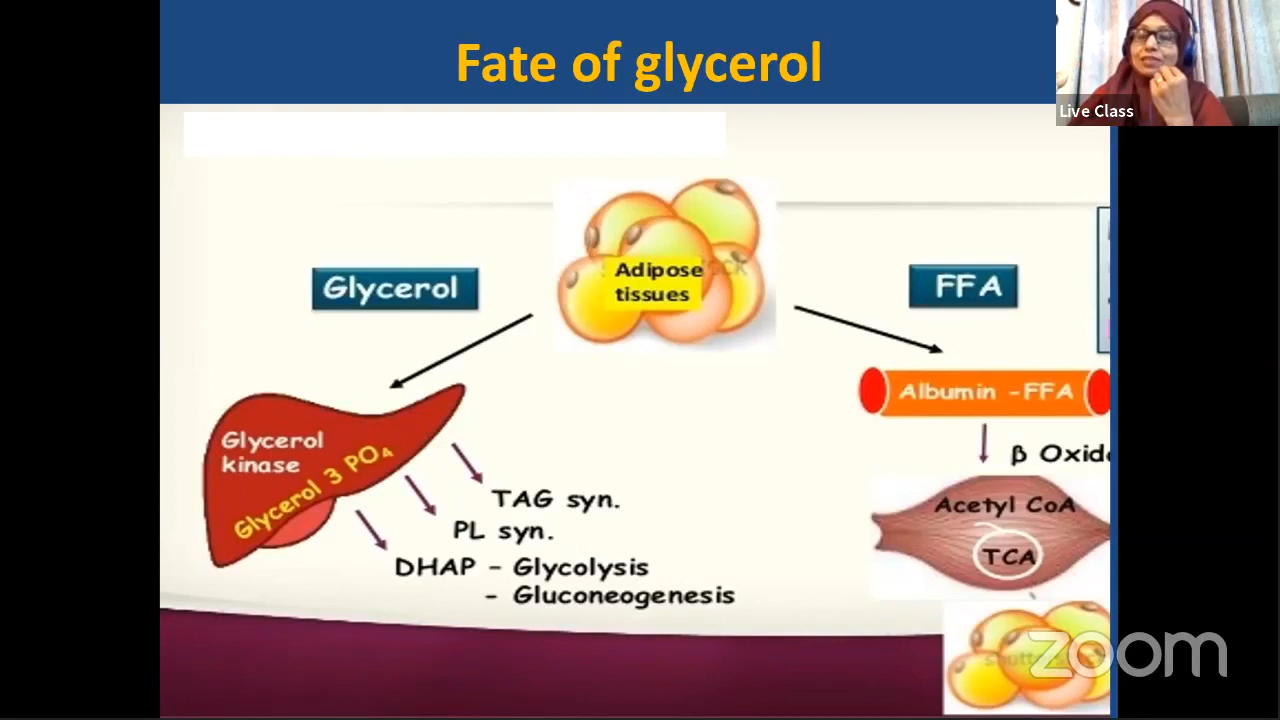 Fate of glycerol
Live Class
Adipose
tissues
Glycerol
FFA
Albumin -FFA
Glycerol
kinase
Glycerol 3 PO₄
β
Acetyl CoA
TCA
TAG syn.
PL syn.
DHAP - Glycolysis
- Gluconeogenesis
zoom